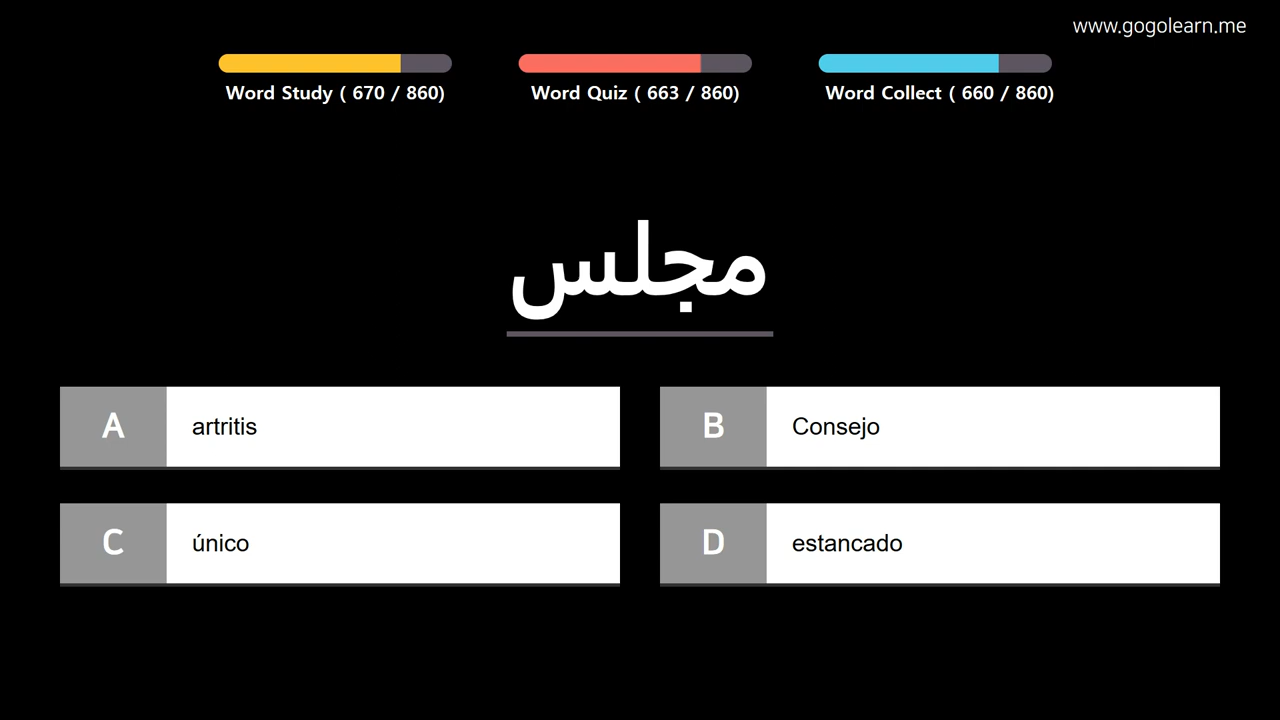 www.gogolearn.me
Word Study ( 670 / 860)
Word Quiz ( 663 / 860)
Word Collect ( 660 / 860)
مجلس
A artritis
B Consejo
C único
D estancado